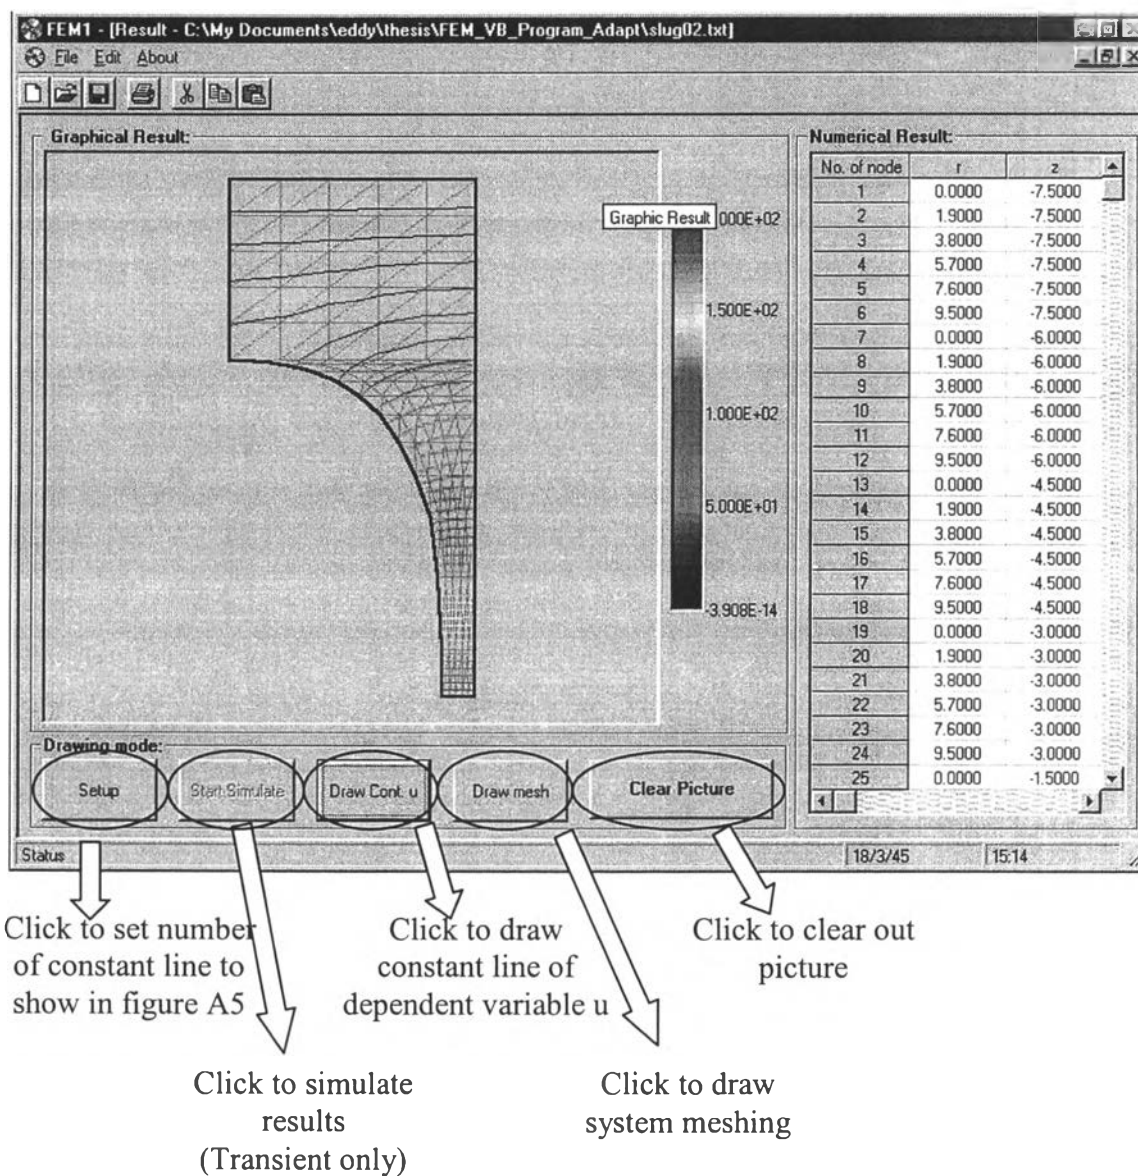 FEM1 - [Result - C:\My Documents\eddy\thesis\FEM_VB_Program_Adapt\slug02.txt]
File Edit About
Graphical Result:
Graphic Result
000E+02
1.500E+02
1.000E+02
5.000E+01
-3.908E-14
Numerical Result:
No. of node r z
1 0.0000 -7.5000
2 1.9000 -7.5000
3 3.8000 -7.5000
4 5.7000 -7.5000
5 7.6000 -7.5000
6 9.5000 -7.5000
7 0.0000 -6.0000
8 1.9000 -6.0000
9 3.8000 -6.0000
10 5.7000 -6.0000
11 7.6000 -6.0000
12 9.5000 -6.0000
13 0.0000 -4.5000
14 1.9000 -4.5000
15 3.8000 -4.5000
16 5.7000 -4.5000
17 7.6000 -4.5000
18 9.5000 -4.5000
19 0.0000 -3.0000
20 1.9000 -3.0000
21 3.8000 -3.0000
22 5.7000 -3.0000
23 7.6000 -3.0000
24 9.5000 -3.0000
25 0.0000 -1.5000
Drawing mode:
Setup Start Simulate Draw Cont. u Draw mesh Clear Picture
Status 18/3/45 15:14
Click to set number
of constant line to
show in figure A5
Click to draw
constant line of
dependent variable u
Click to clear out
picture
Click to simulate
results
(Transient only)
Click to draw
system meshing